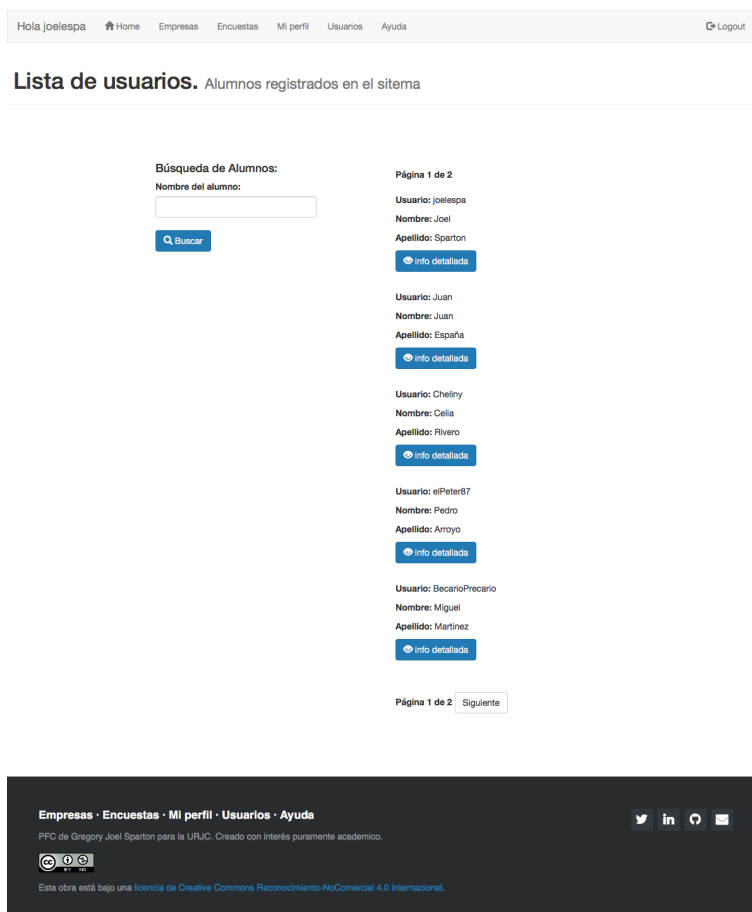 Hola joelespa Home Empresas Encuestas Mi perfil Usuarios Ayuda Logout
Lista de usuarios. Alumnos registrados en el sitema
Búsqueda de Alumnos:
Nombre del alumno:
Buscar
Página 1 de 2
Usuario: joelespa
Nombre: Joel
Apellido: Sparton
info detallada
Usuario: Juan
Nombre: Juan
Apellido: España
info detallada
Usuario: Cheliny
Nombre: Celia
Apellido: Rivero
info detallada
Usuario: elPeter87
Nombre: Pedro
Apellido: Arroyo
info detallada
Usuario: BecarioPrecario
Nombre: Miguel
Apellido: Martinez
info detallada
Página 1 de 2 Siguiente
Empresas · Encuestas · Mi perfil · Usuarios · Ayuda
PFC de Gregory Joel Sparton para la URJC. Creado con interés puramente academico.
cc BY NC
Esta obra está bajo una licencia de Creative Commons Reconocimiento-NoComercial 4.0 Internacional.